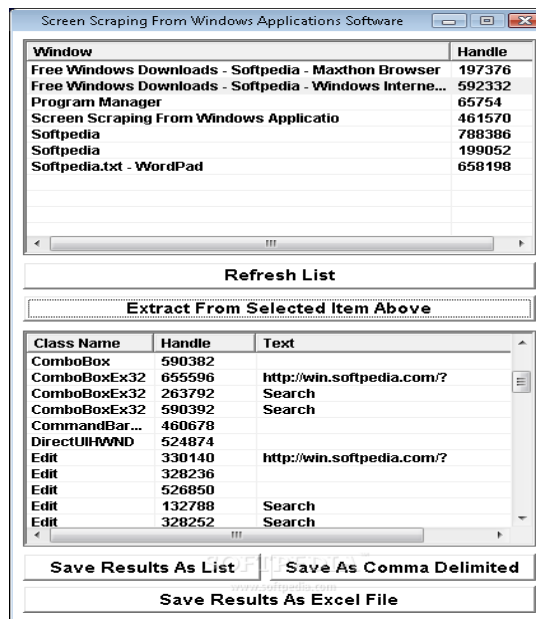 Screen Scraping From Windows Applications Software
Window Handle
Free Windows Downloads - Softpedia - Maxthon Browser 197376
Free Windows Downloads - Softpedia - Windows Interne... 592332
Program Manager 65754
Screen Scraping From Windows Applicatio 461570
Softpedia 788386
Softpedia 199052
Softpedia.txt - WordPad 658198
Refresh List
Extract From Selected Item Above
Class Name Handle Text
ComboBox 590382
ComboBoxEx32 655596 http://win.softpedia.com/?
ComboBoxEx32 263792 Search
ComboBoxEx32 590392 Search
CommandBar... 460678
DirectUIHWND 524874
Edit 330140 http://win.softpedia.com/?
Edit 328236
Edit 526850
Edit 132788 Search
Edit 328252 Search
SOFTPEDIA
Save Results As List Save As Comma Delimited
www.softpedia.com
Save Results As Excel File